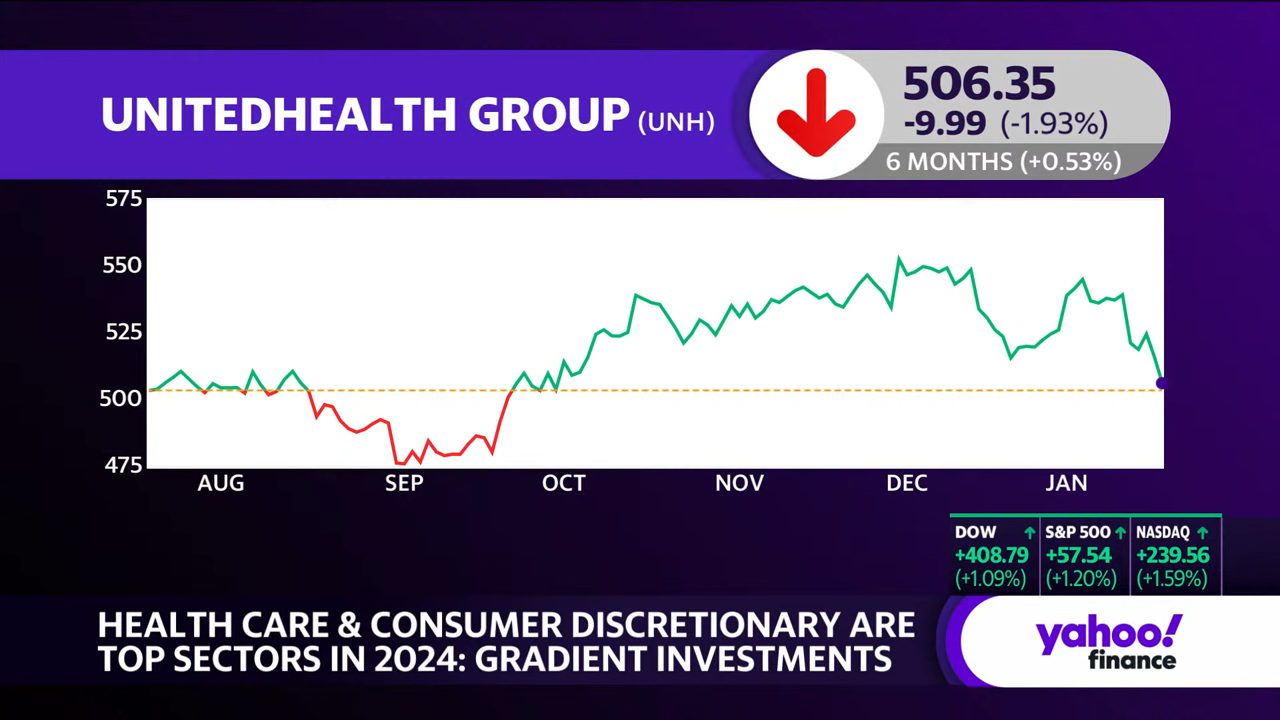 UNITEDHEALTH GROUP (UNH)
506.35
-9.99 (-1.93%)
6 MONTHS (+0.53%)
575
550
525
500
475
AUG SEP OCT NOV DEC JAN
DOW S&P 500 NASDAQ
+408.79 +57.54 +239.56
(+1.09%) (+1.20%) (+1.59%)
HEALTH CARE & CONSUMER DISCRETIONARY ARE
TOP SECTORS IN 2024: GRADIENT INVESTMENTS
yahoo!
finance